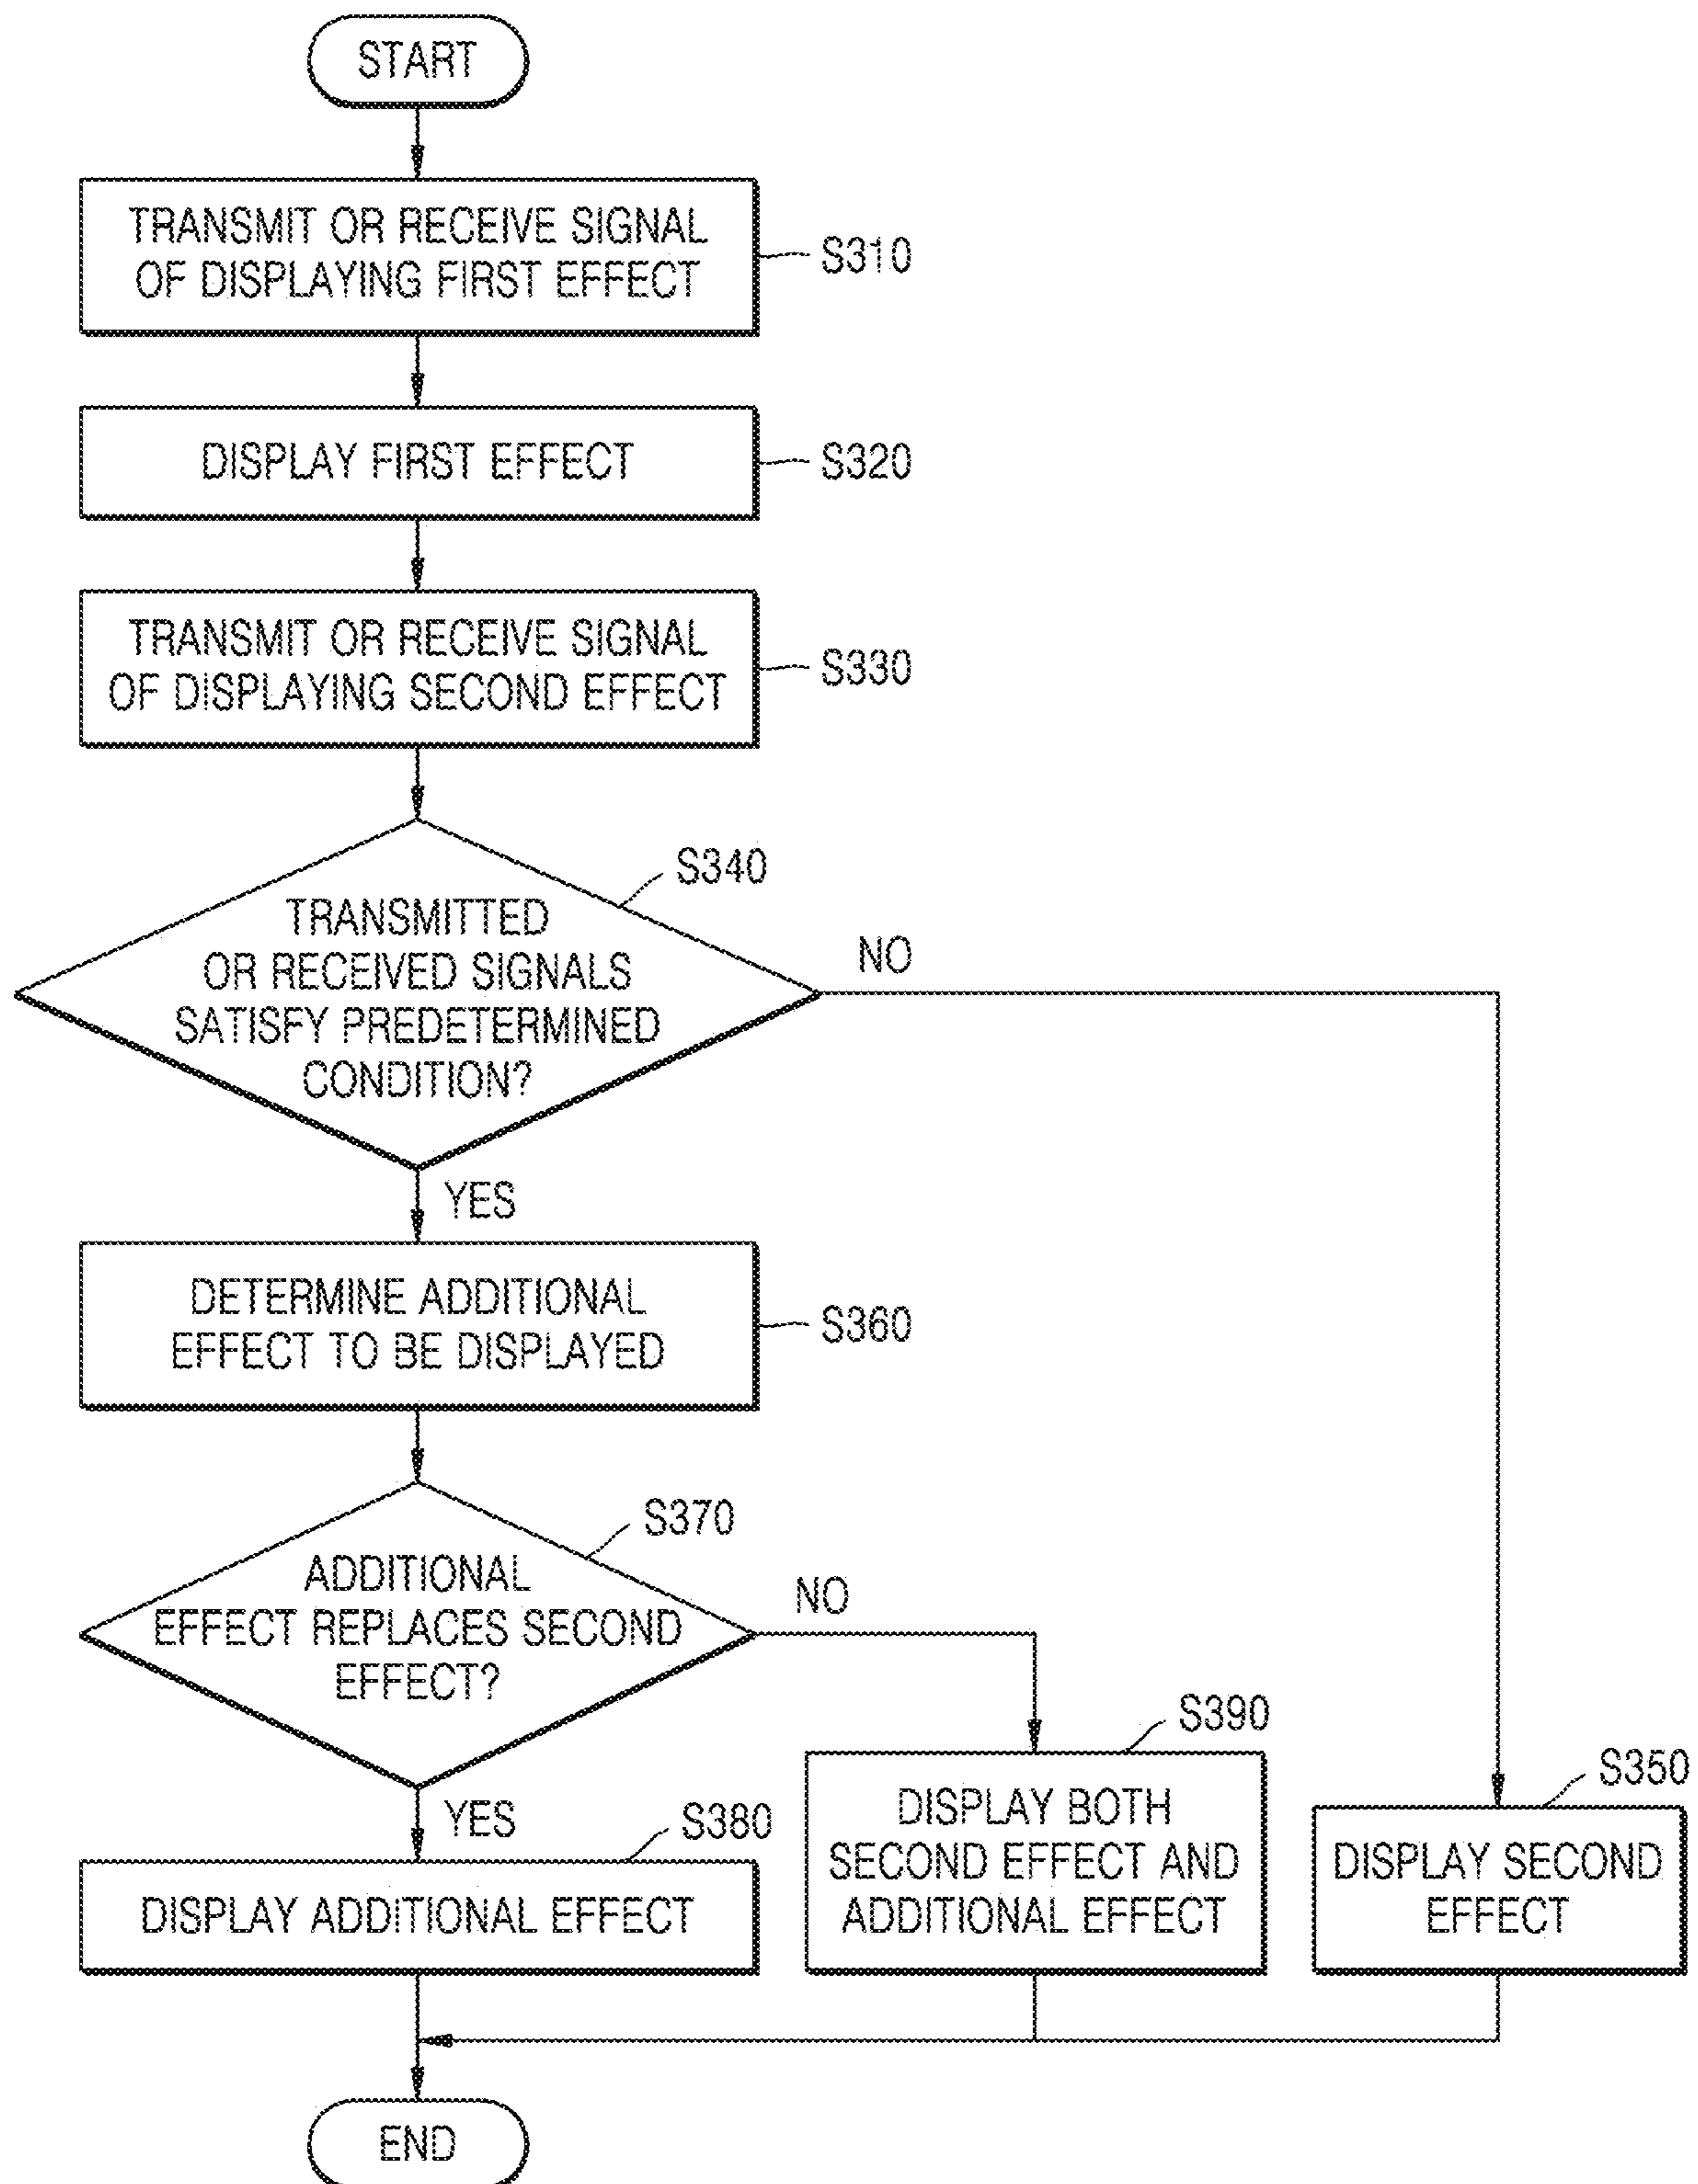 START
TRANSMIT OR RECEIVE SIGNAL
OF DISPLAYING FIRST EFFECT
S310
DISPLAY FIRST EFFECT
S320
TRANSMIT OR RECEIVE SIGNAL
OF DISPLAYING SECOND EFFECT
S330
S340
TRANSMITTED
OR RECEIVED SIGNALS
SATISFY PREDETERMINED
CONDITION?
NO
YES
DETERMINE ADDITIONAL
EFFECT TO BE DISPLAYED
S360
S370
ADDITIONAL
EFFECT REPLACES SECOND
EFFECT?
NO
YES
S380
DISPLAY ADDITIONAL EFFECT
S390
DISPLAY BOTH
SECOND EFFECT AND
ADDITIONAL EFFECT
S350
DISPLAY SECOND
EFFECT
END